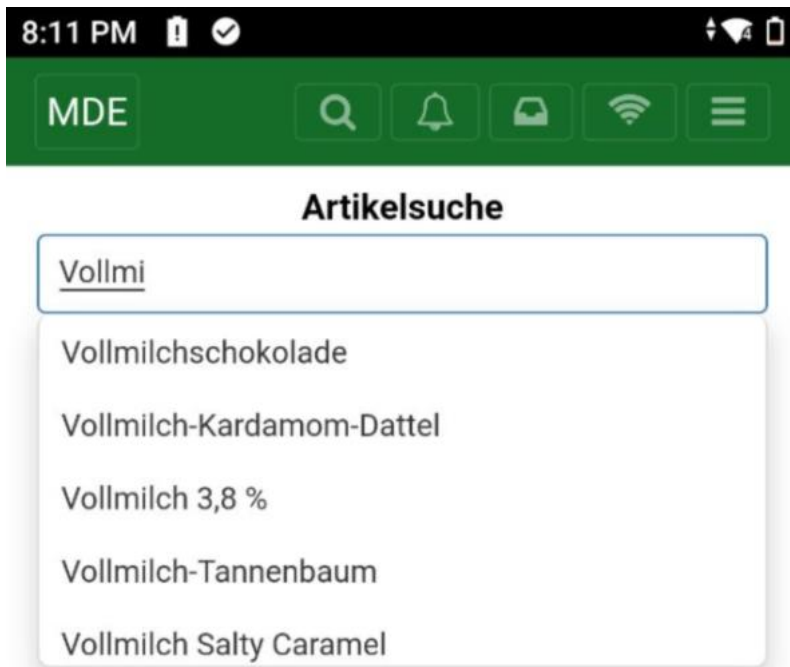 8:11 PM
MDE
Artikelsuche
Vollmi
Vollmilchschokolade
Vollmilch-Kardamom-Dattel
Vollmilch 3,8 %
Vollmilch-Tannenbaum
Vollmilch Salty Caramel